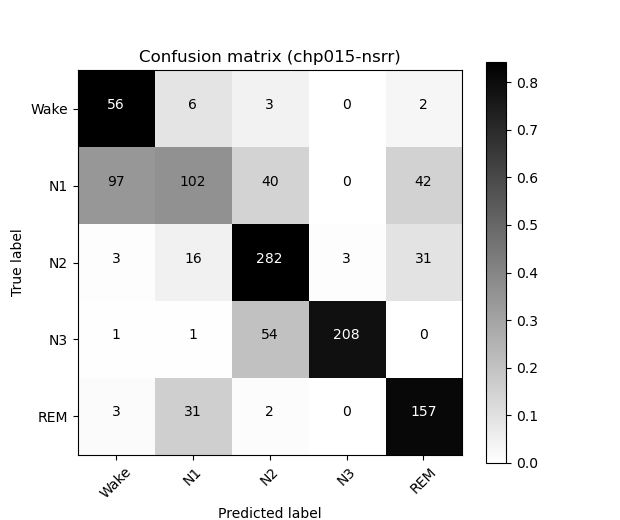 Confusion matrix (chp015-nsrr)
Wake 56 6 3 0 2
N1 97 102 40 0 42
N2 3 16 282 3 31
N3 1 1 54 208 0
REM 3 31 2 0 157
Wake N1 N2 N3 REM
Predicted label
True label
0.8
0.7
0.6
0.5
0.4
0.3
0.2
0.1
0.0